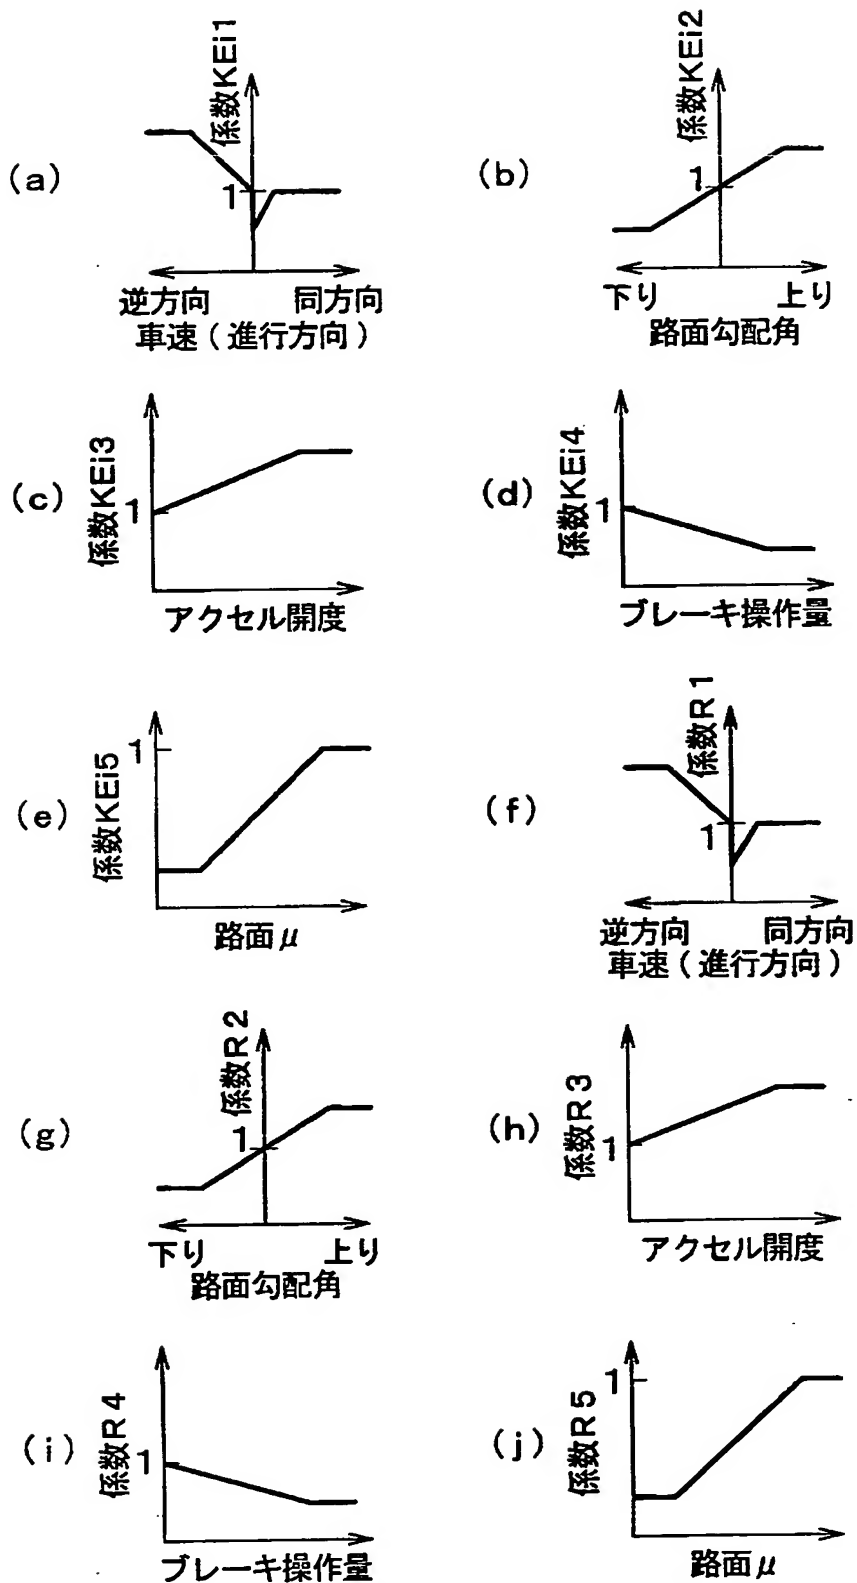 (a)
係数KEi1
1
逆方向 同方向
車速(進行方向)
(b)
係数KEi2
1
下り 上り
路面勾配角
(c)
係数KEi3
1
アクセル開度
(d)
係数KEi4
1
ブレーキ操作量
(e)
係数KEi5
1
路面μ
(f)
係数R1
1
逆方向 同方向
車速(進行方向)
(g)
係数R2
1
下り 上り
路面勾配角
(h)
係数R3
1
アクセル開度
(i)
係数R4
1
ブレーキ操作量
(j)
係数R5
1
路面μ